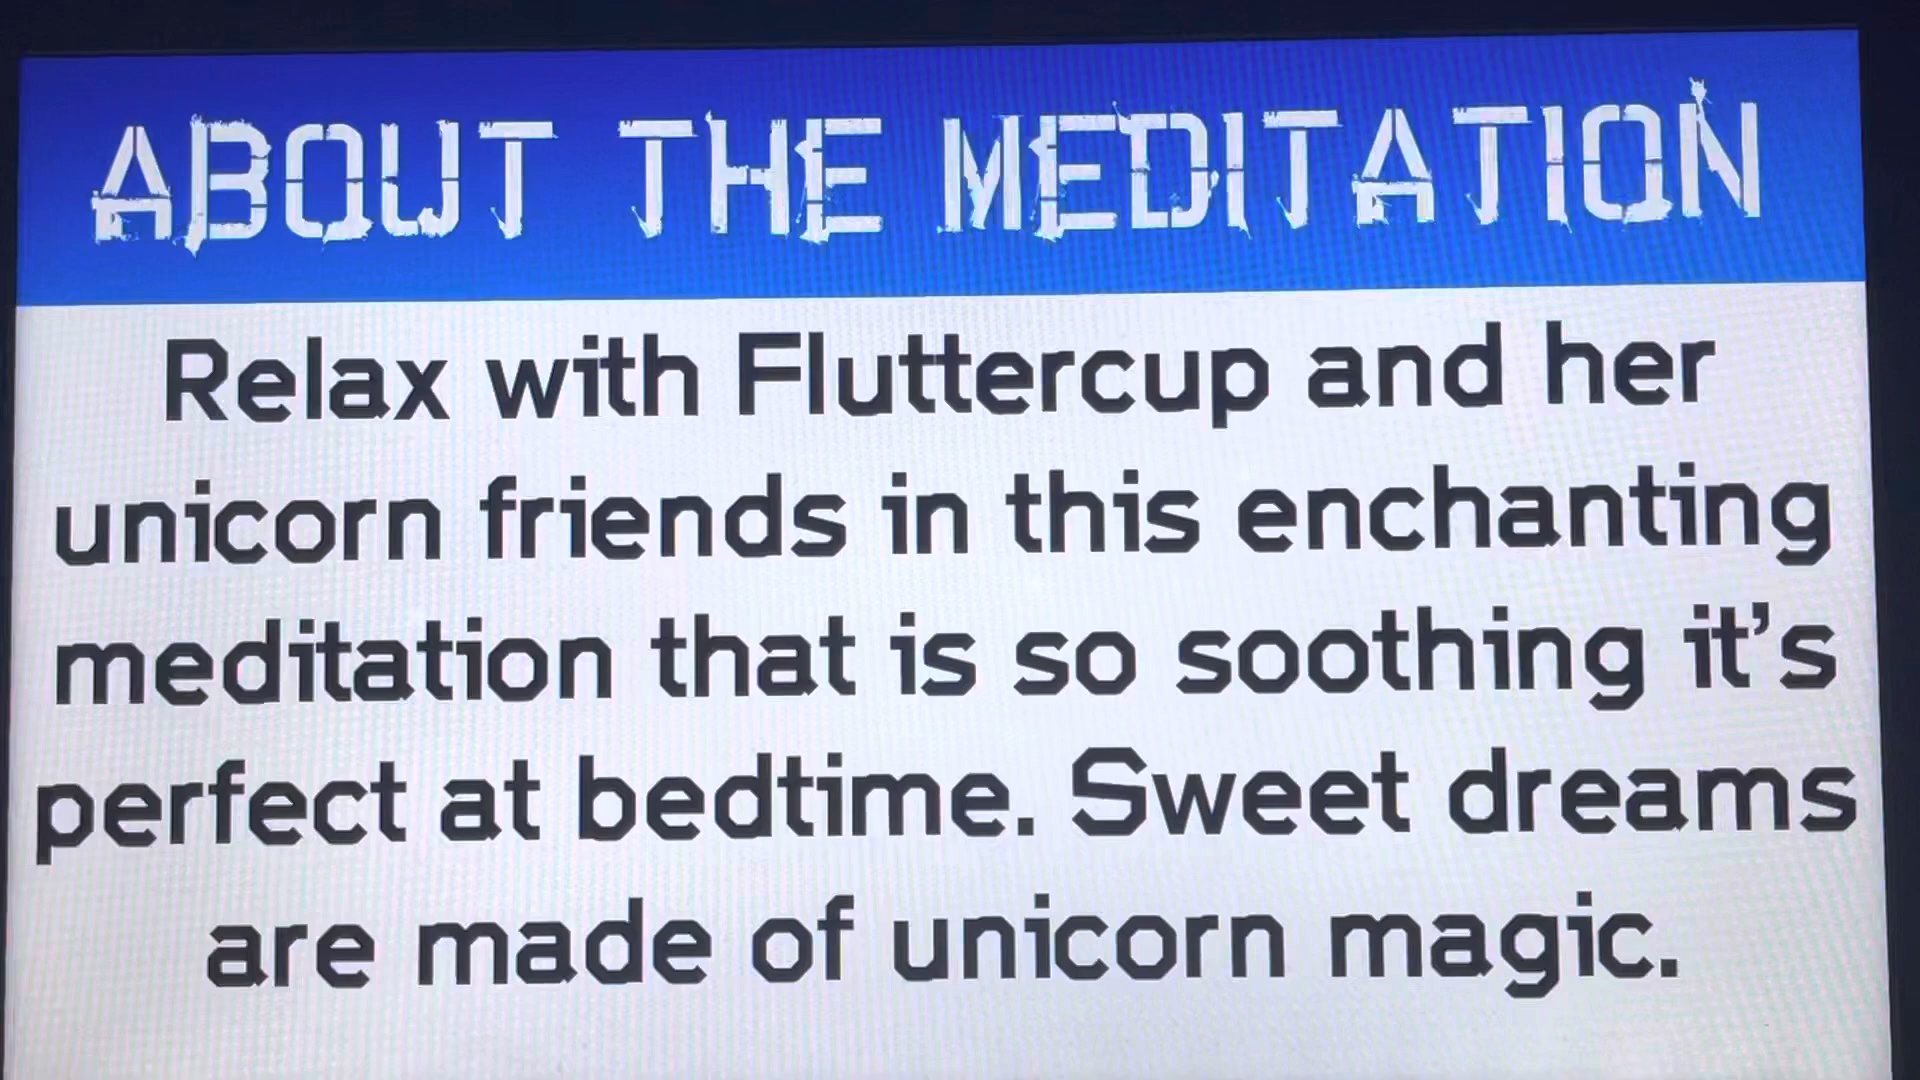 ABOUT THE MEDITATION
Relax with Fluttercup and her
unicorn friends in this enchanting
meditation that is so soothing it's
perfect at bedtime. Sweet dreams
are made of unicorn magic.